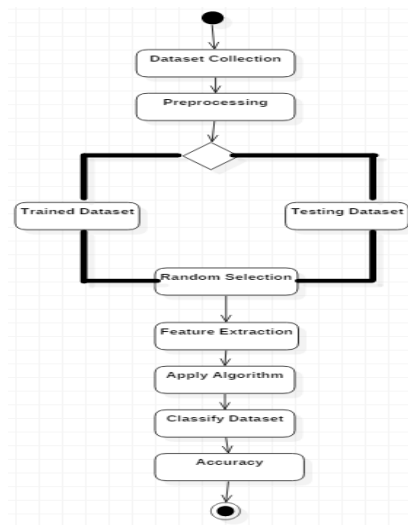 Dataset Collection
Preprocessing
Trained Dataset
Testing Dataset
Random Selection
Feature Extraction
Apply Algorithm
Classify Dataset
Accuracy